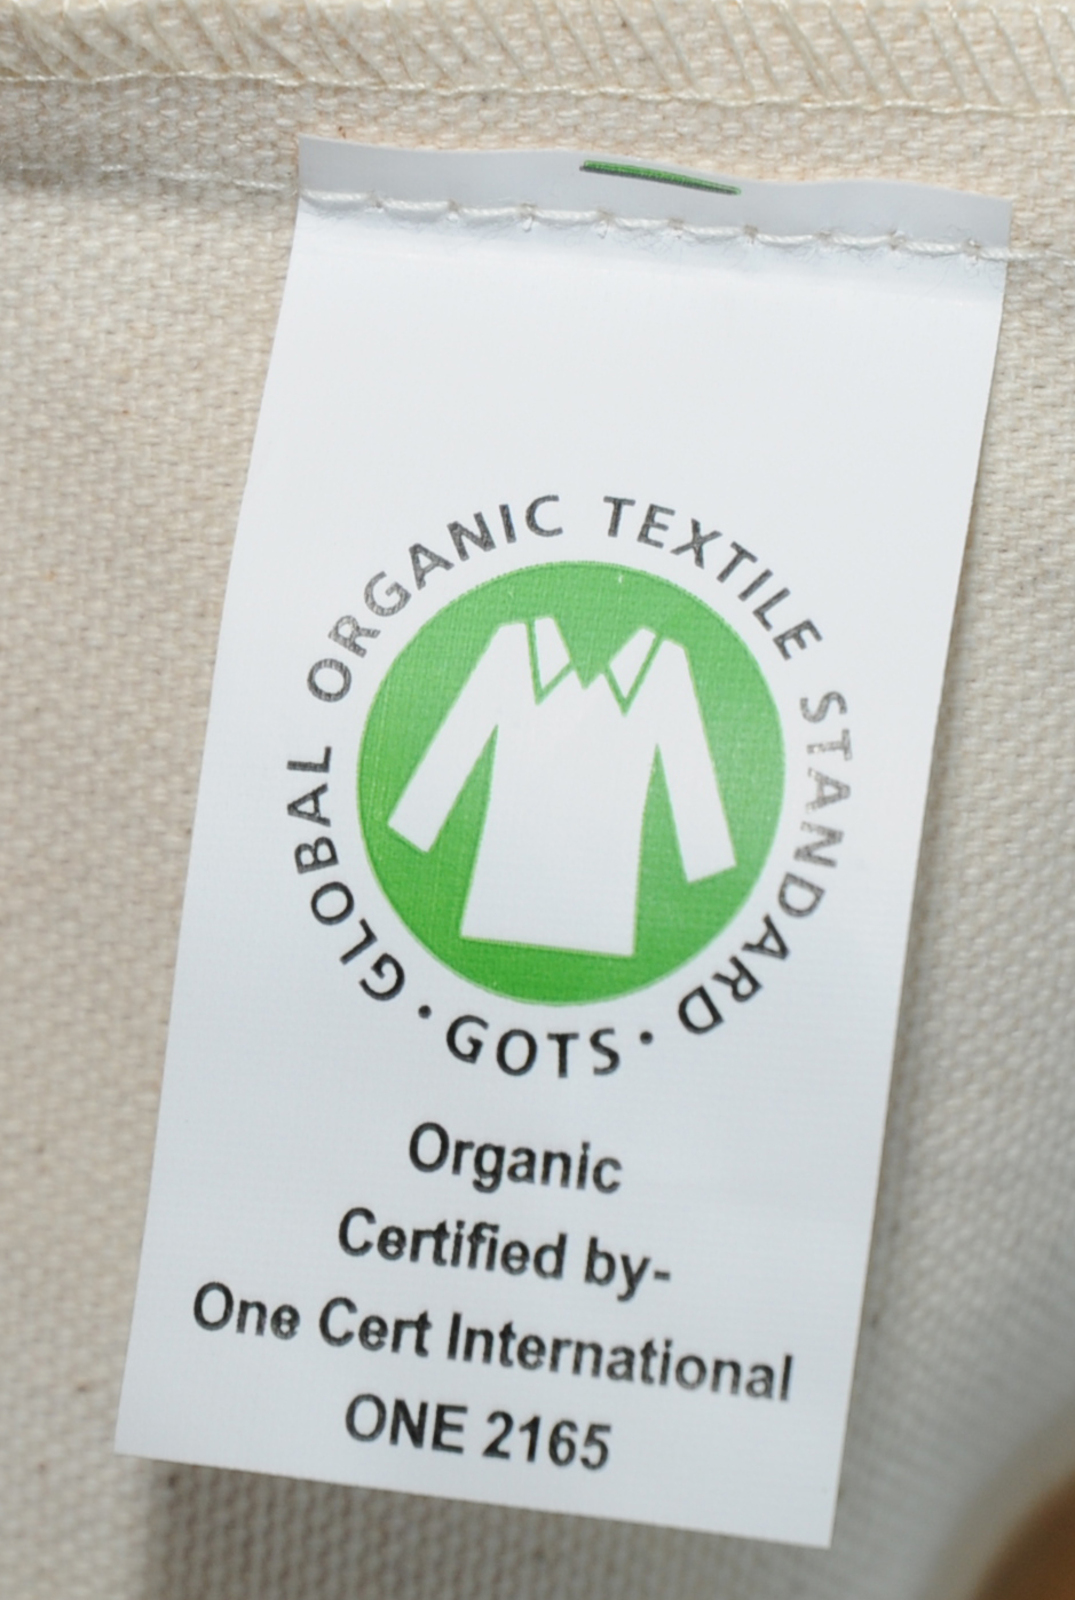 GLOBAL ORGANIC TEXTILE STANDARD · GOTS ·
Organic
Certified by-
One Cert International
ONE 2165